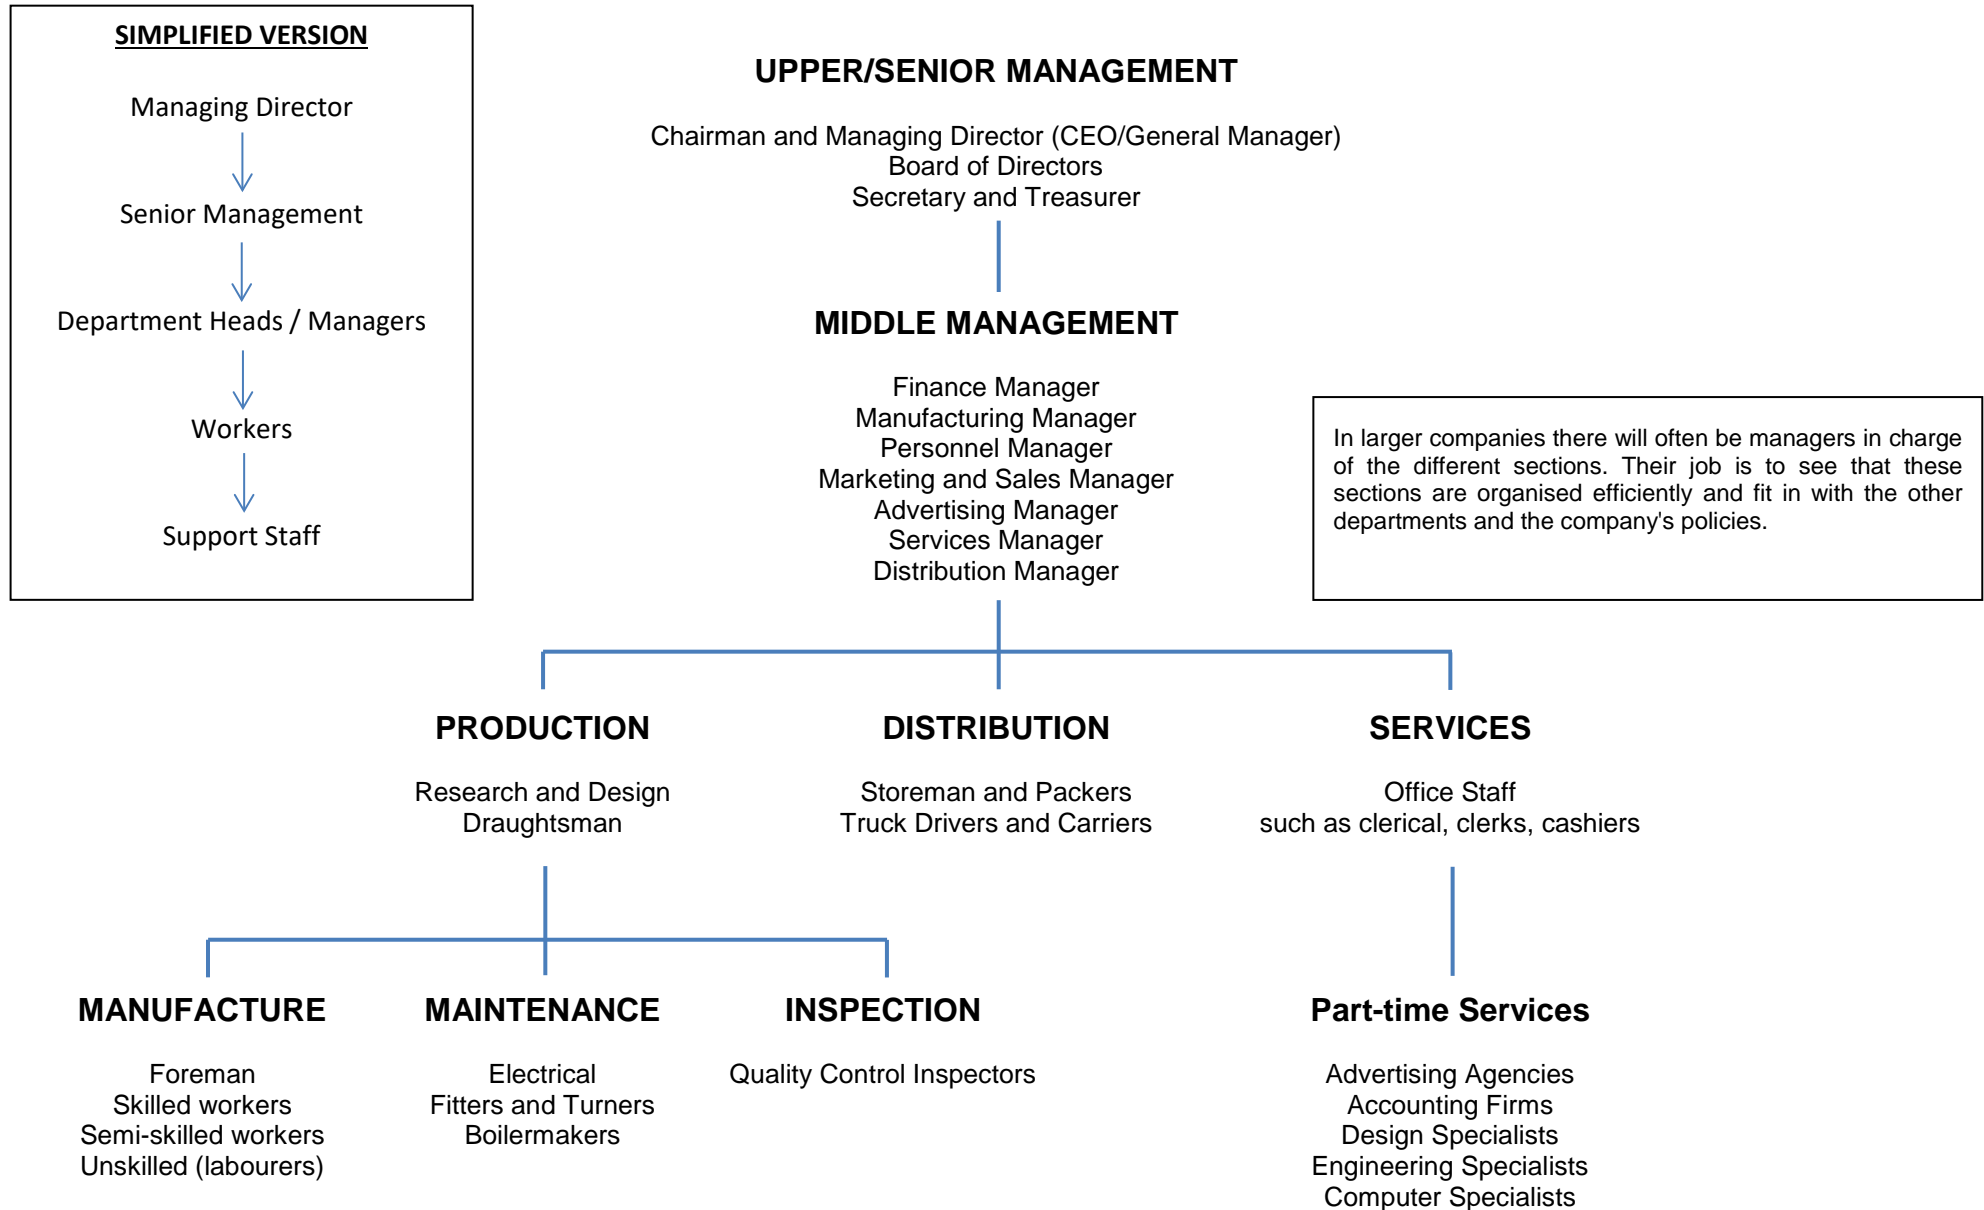 SIMPLIFIED VERSION
Managing Director
Senior Management
Department Heads / Managers
Workers
Support Staff
UPPER/SENIOR MANAGEMENT
Chairman and Managing Director (CEO/General Manager)
Board of Directors
Secretary and Treasurer
MIDDLE MANAGEMENT
Finance Manager
Manufacturing Manager
Personnel Manager
Marketing and Sales Manager
Advertising Manager
Services Manager
Distribution Manager
In larger companies there will often be managers in charge
of the different sections. Their job is to see that these
sections are organised efficiently and fit in with the other
departments and the company's policies.
PRODUCTION
Research and Design
Draughtsman
DISTRIBUTION
Storeman and Packers
Truck Drivers and Carriers
SERVICES
Office Staff
such as clerical, clerks, cashiers
MANUFACTURE
Foreman
Skilled workers
Semi-skilled workers
Unskilled (labourers)
MAINTENANCE
Electrical
Fitters and Turners
Boilermakers
INSPECTION
Quality Control Inspectors
Part-time Services
Advertising Agencies
Accounting Firms
Design Specialists
Engineering Specialists
Computer Specialists